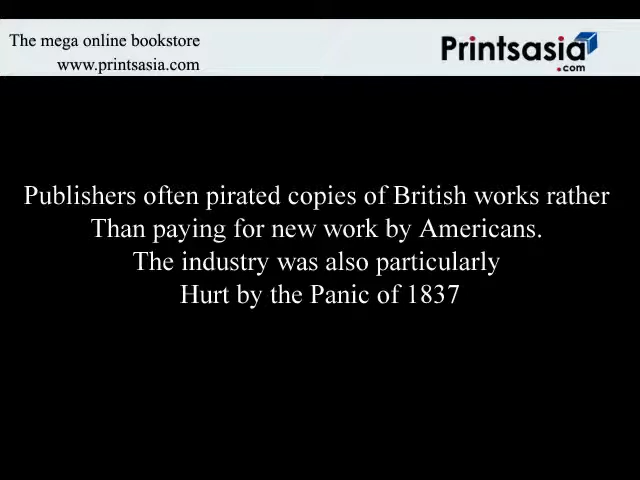 The mega online bookstore
www.printsasia.com
Printsasia
.com
Publishers often pirated copies of British works rather
Than paying for new work by Americans.
The industry was also particularly
Hurt by the Panic of 1837